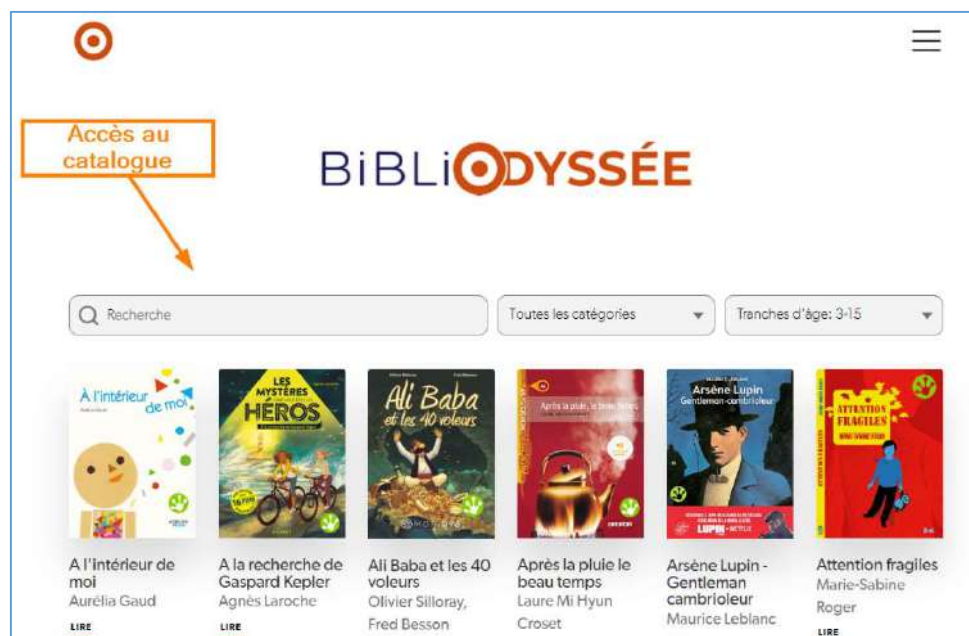 Accès au
catalogue
BiBLiODYSSÉE
Recherche
Toutes les catégories
Tranches d'âge: 3-15
À l'intérieur
de moi
LES
MYSTÈRES
HÉROS
Ali Baba
et les 40 voleurs
Après la pluie, le beau temps
Arsène Lupin
Gentleman-cambrioleur
LUPIN
NETFLIX
ATTENTION
FRAGILES
A l'intérieur de
moi
Aurélia Gaud
LIRE
A la recherche de
Gaspard Kepler
Agnès Laroche
LIRE
Ali Baba et les 40
voleurs
Olivier Silloray,
Fred Besson
Après la pluie le
beau temps
Laure Mi Hyun
Croset
Arsène Lupin -
Gentleman
cambrioleur
Maurice Leblanc
Attention fragiles
Marie-Sabine
Roger
LIRE